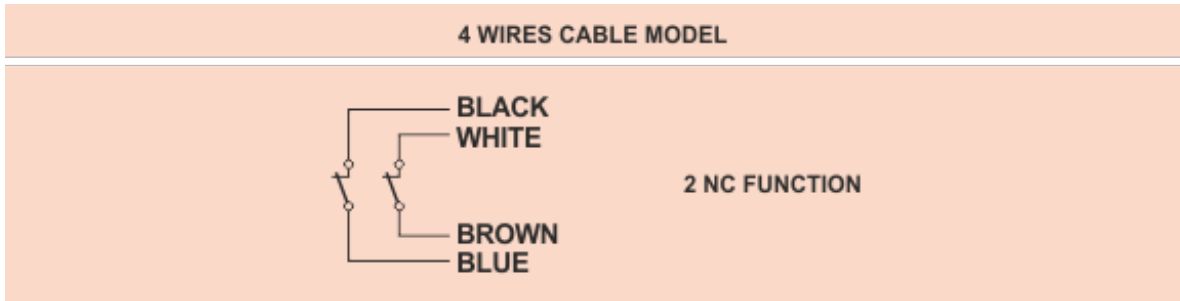 4 WIRES CABLE MODEL
BLACK
WHITE
2 NC FUNCTION
BROWN
BLUE